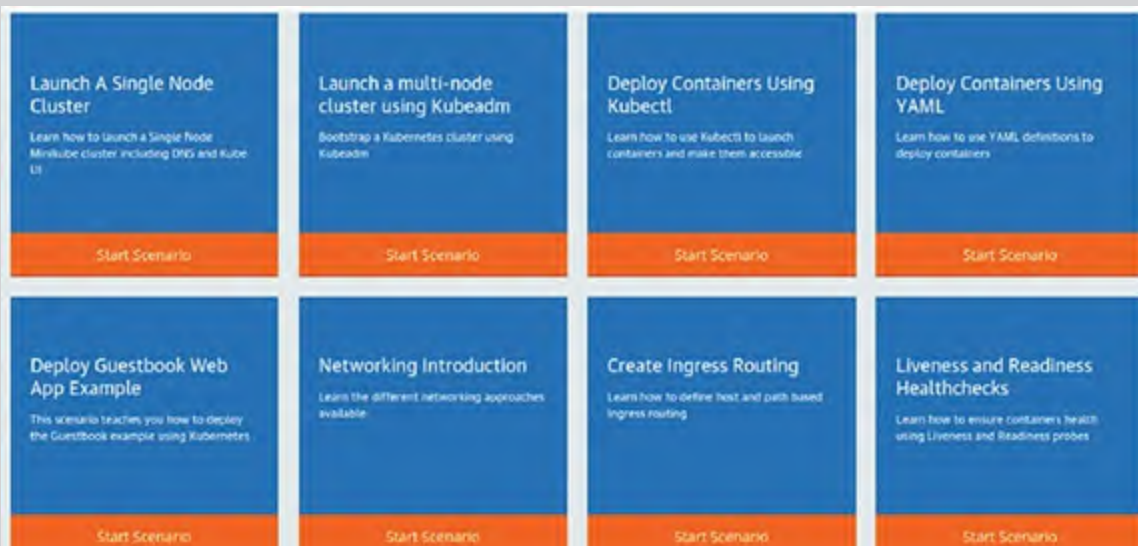 Launch A Single Node
Cluster
Learn how to launch a Single Node
Minikube cluster including DNS and Kube
UI
Start Scenario
Launch a multi-node
cluster using Kubeadm
Bootstrap a Kubernetes cluster using
Kubeadm
Start Scenario
Deploy Containers Using
Kubectl
Learn how to use Kubectl to launch
containers and make them accessible
Start Scenario
Deploy Containers Using
YAML
Learn how to use YAML definitions to
deploy containers
Start Scenario
Deploy Guestbook Web
App Example
This scenario teaches you how to deploy
the Guestbook example using Kubernetes
Start Scenario
Networking Introduction
Learn the different networking approaches
available
Start Scenario
Create Ingress Routing
Learn how to define host and path based
Ingress routing
Start Scenario
Liveness and Readiness
Healthchecks
Learn how to ensure containers health
using Liveness and Readiness probes
Start Scenario